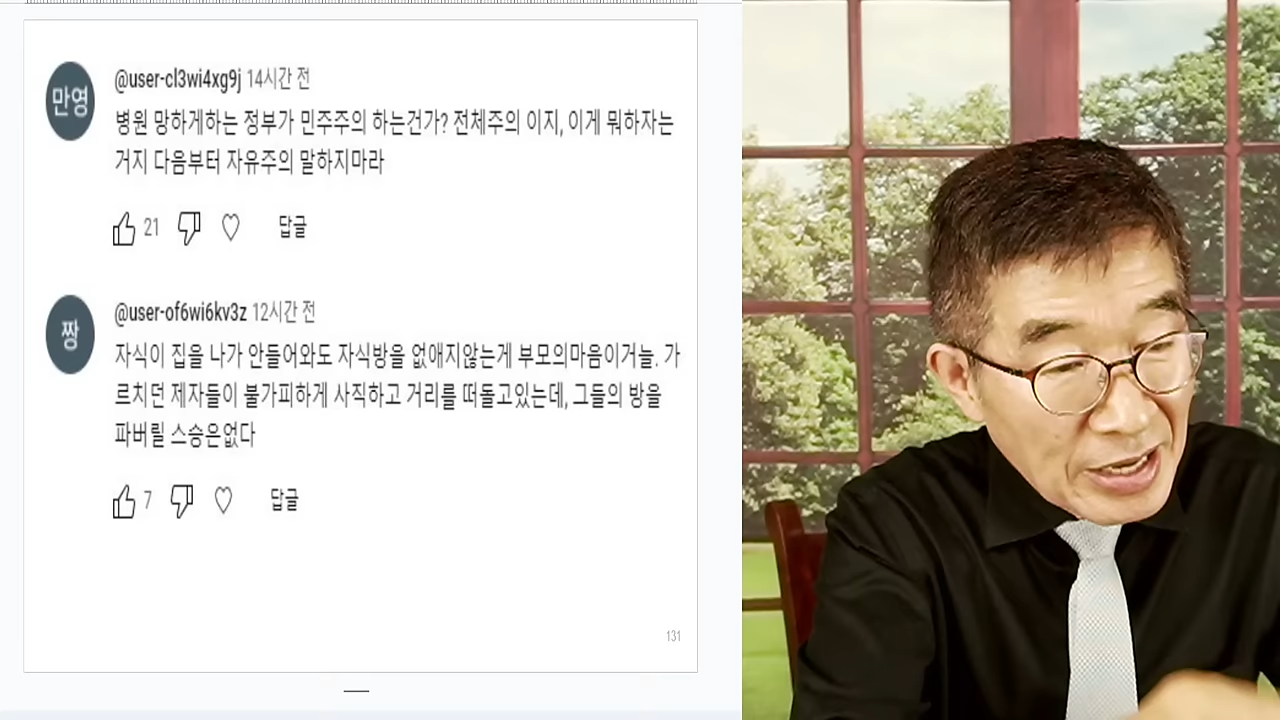 만영
@user-cl3wi4xg9j 14시간 전
병원 망하게하는 정부가 민주주의 하는건가? 전체주의 이지, 이게 뭐하자는
거지 다음부터 자유주의 말하지마라
21
답글
짱
@user-of6wi6kv3z 12시간 전
자식이 집을 나가 안들어와도 자식방을 없애지않는게 부모의마음이거늘. 가
르치던 제자들이 불가피하게 사직하고 거리를 떠돌고있는데, 그들의 방을
파버릴 스승은없다
7
답글
131